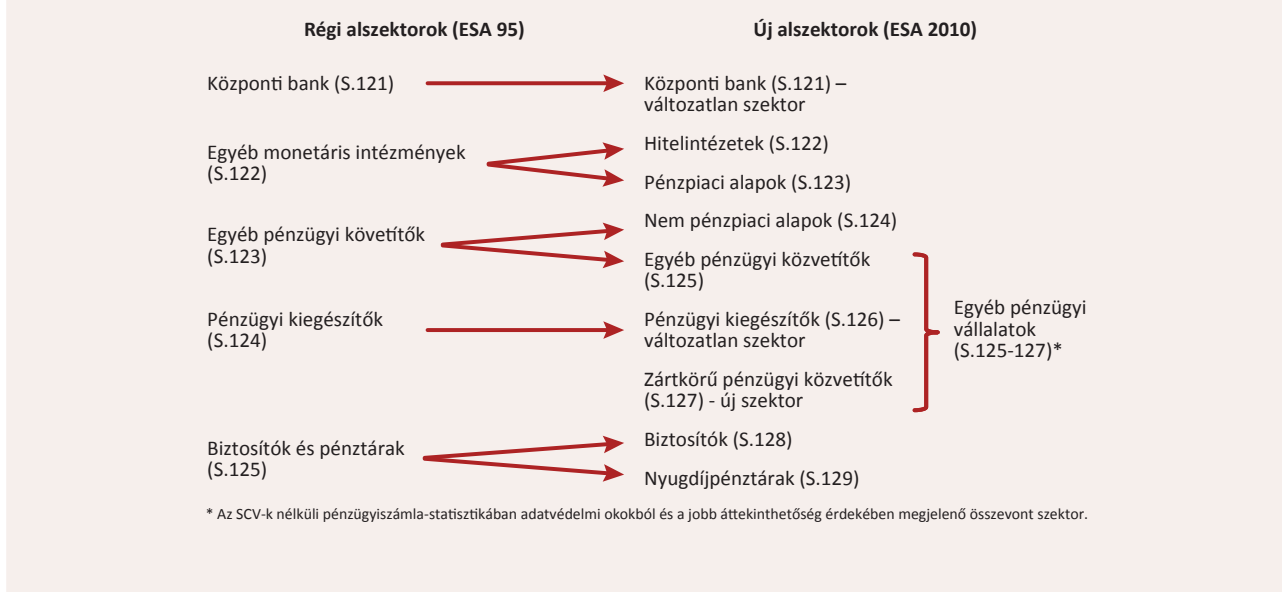 Régi alszektorok (ESA 95)
Új alszektorok (ESA 2010)
Központi bank (S.121)
Központi bank (S.121) –
változatlan szektor
Egyéb monetáris intézmények
(S.122)
Hitelintézetek (S.122)
Pénzpiaci alapok (S.123)
Egyéb pénzügyi követítők
(S.123)
Nem pénzpiaci alapok (S.124)
Egyéb pénzügyi közvetítők
(S.125)
Pénzügyi kiegészítők
(S.124)
Pénzügyi kiegészítők (S.126) –
változatlan szektor
Zártkörű pénzügyi közvetítők
(S.127) - új szektor
Egyéb pénzügyi
vállalatok
(S.125-127)*
Biztosítók és pénztárak
(S.125)
Biztosítók (S.128)
Nyugdíjpénztárak (S.129)
* Az SCV-k nélküli pénzügyiszámla-statisztikában adatvédelmi okokból és a jobb áttekinthetőség érdekében megjelenő összevont szektor.